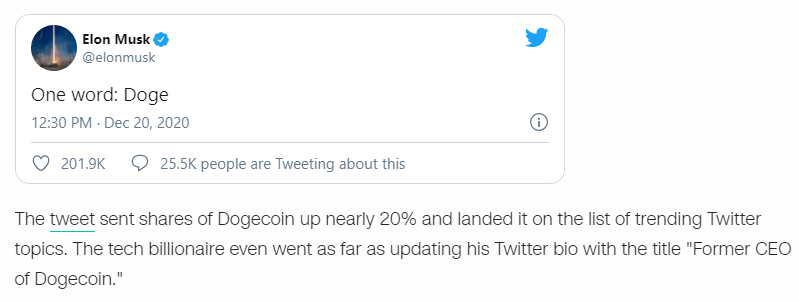 Elon Musk
@elonmusk
One word: Doge
12:30 PM · Dec 20, 2020
201.9K 25.5K people are Tweeting about this
The tweet sent shares of Dogecoin up nearly 20% and landed it on the list of trending Twitter
topics. The tech billionaire even went as far as updating his Twitter bio with the title "Former CEO
of Dogecoin."